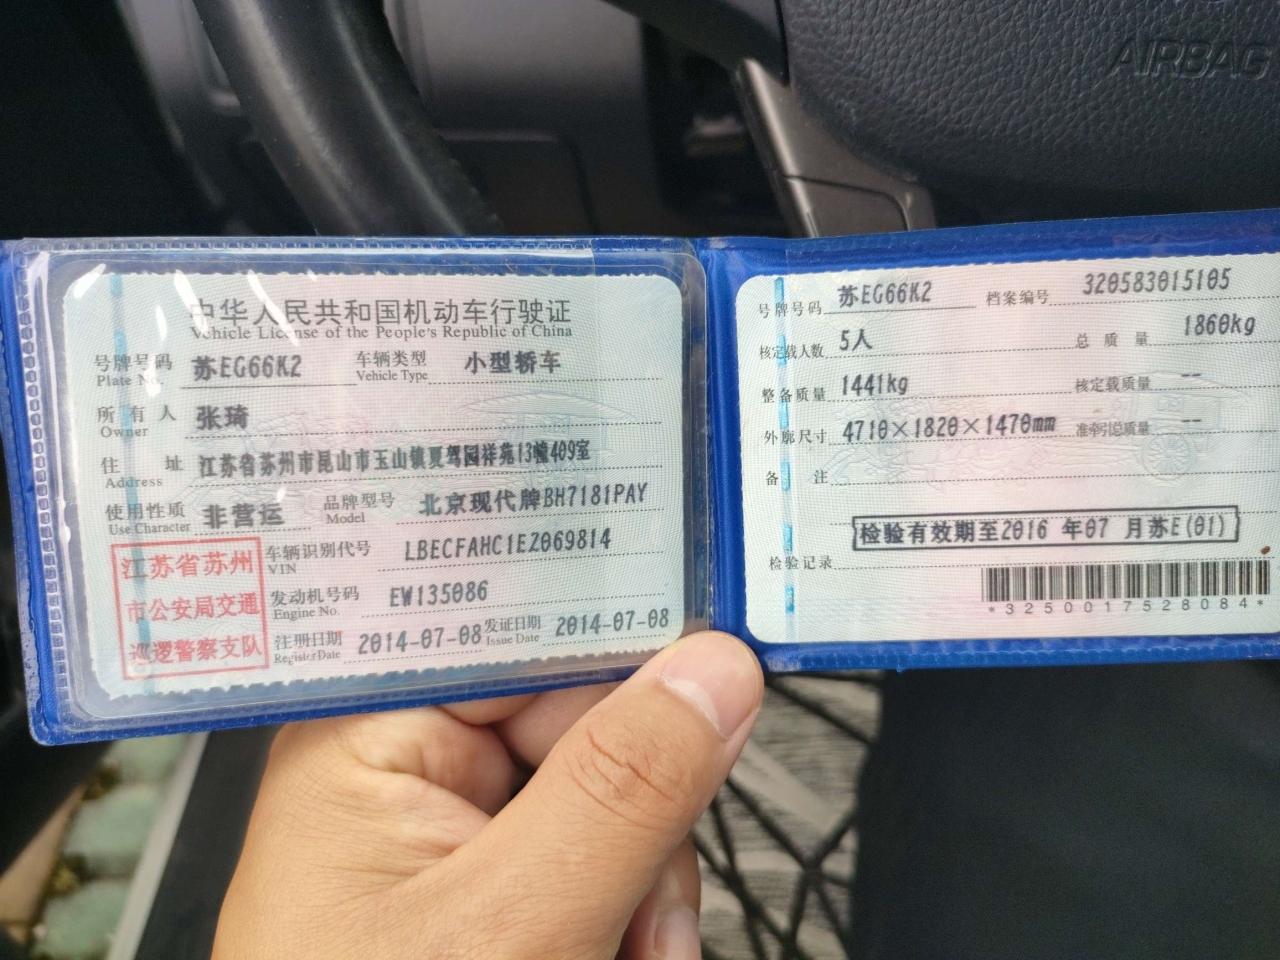 AIRBAG
中华人民共和国机动车行驶证
Vehicle License of the People's Republic of China
号牌号码 苏EG66K2 车辆类型 小型轿车
Plate No. Vehicle Type
所有人 张琦
Owner
住址 江苏省苏州市昆山市玉山镇夏驾园祥苑13幢409室
Address
使用性质 非营运 品牌型号 北京现代牌BH7181PAY
Use Character Model
车辆识别代号 LBECFAHC1EZ069814
VIN
发动机号码 EW135086
Engine No.
注册日期 2014-07-08 发证日期 2014-07-08
Register Date Issue Date
江苏省苏州
市公安局交通
巡逻警察支队
号牌号码 苏EG66K2 档案编号 320583015105
核定载人数 5人 总质量 1860kg
整备质量 1441kg 核定载质量 --
外廓尺寸 4710×1820×1470mm 准牵引总质量 --
备注
检验有效期至2016 年07 月苏E(01)
检验记录
*3250017528084*